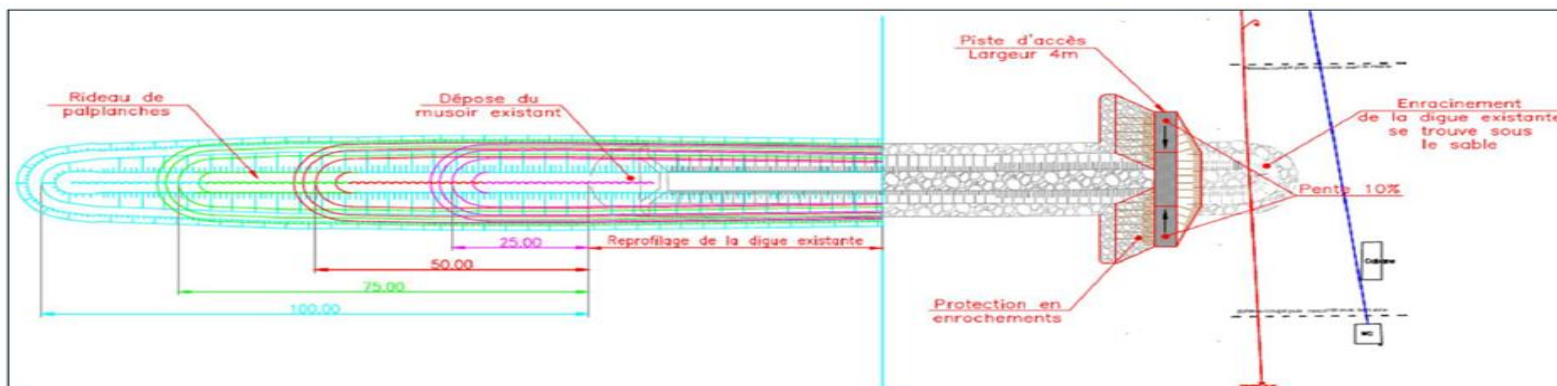 Piste d'accès
Largeur 4m
Rideau de
palplanches
Dépose du
musoir existant
Enracinement
de la digue existante
se trouve sous
le sable
Pente 10%
25.00
Reprofilage de la digue existante
50.00
75.00
100.00
Protection en
enrochements
WC